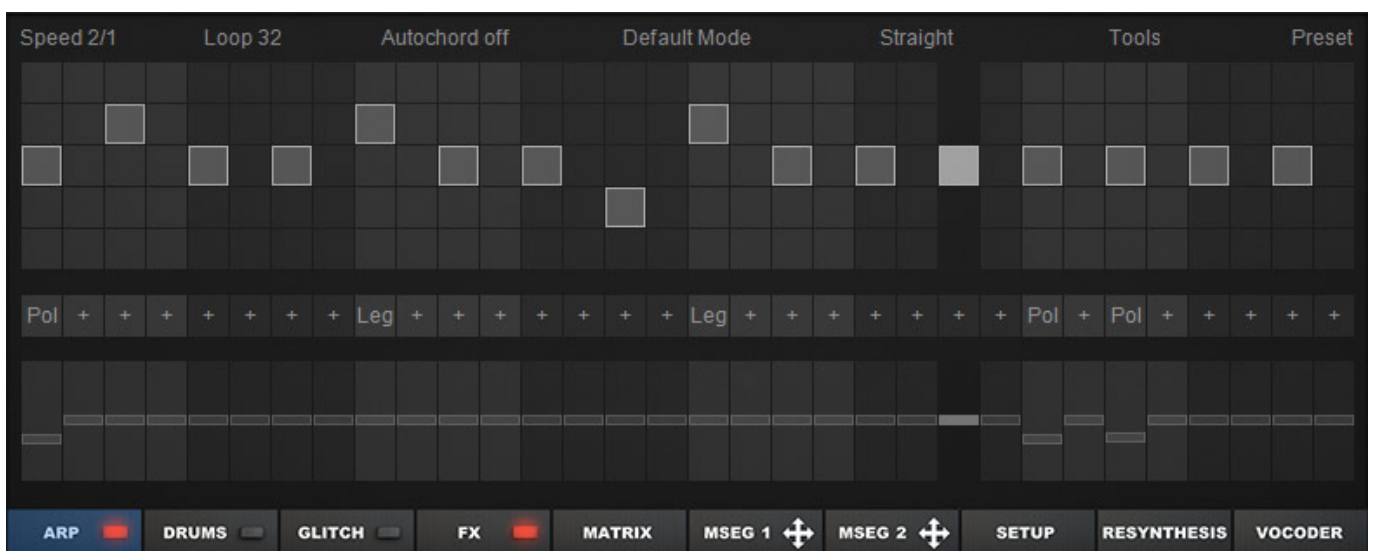 Speed 2/1 Loop 32 Autochord off Default Mode Straight Tools Preset
Pol + + + + + + + Leg + + + + + + + Leg + + + + + + + Pol + Pol + + + + +
ARP DRUMS GLITCH FX MATRIX MSEG 1 MSEG 2 SETUP RESYNTHESIS VOCODER